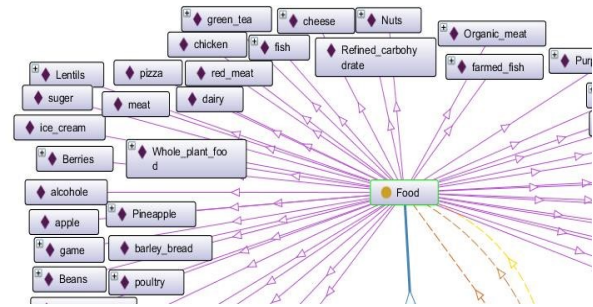 green_tea
cheese
Nuts
Organic_meat
chicken
fish
Refined_carbohy
drate
farmed_fish
Lentils
pizza
red_meat
suger
meat
dairy
ice_cream
Berries
Whole_plant_foo
d
alcohole
Food
apple
Pineapple
game
barley_bread
Beans
poultry